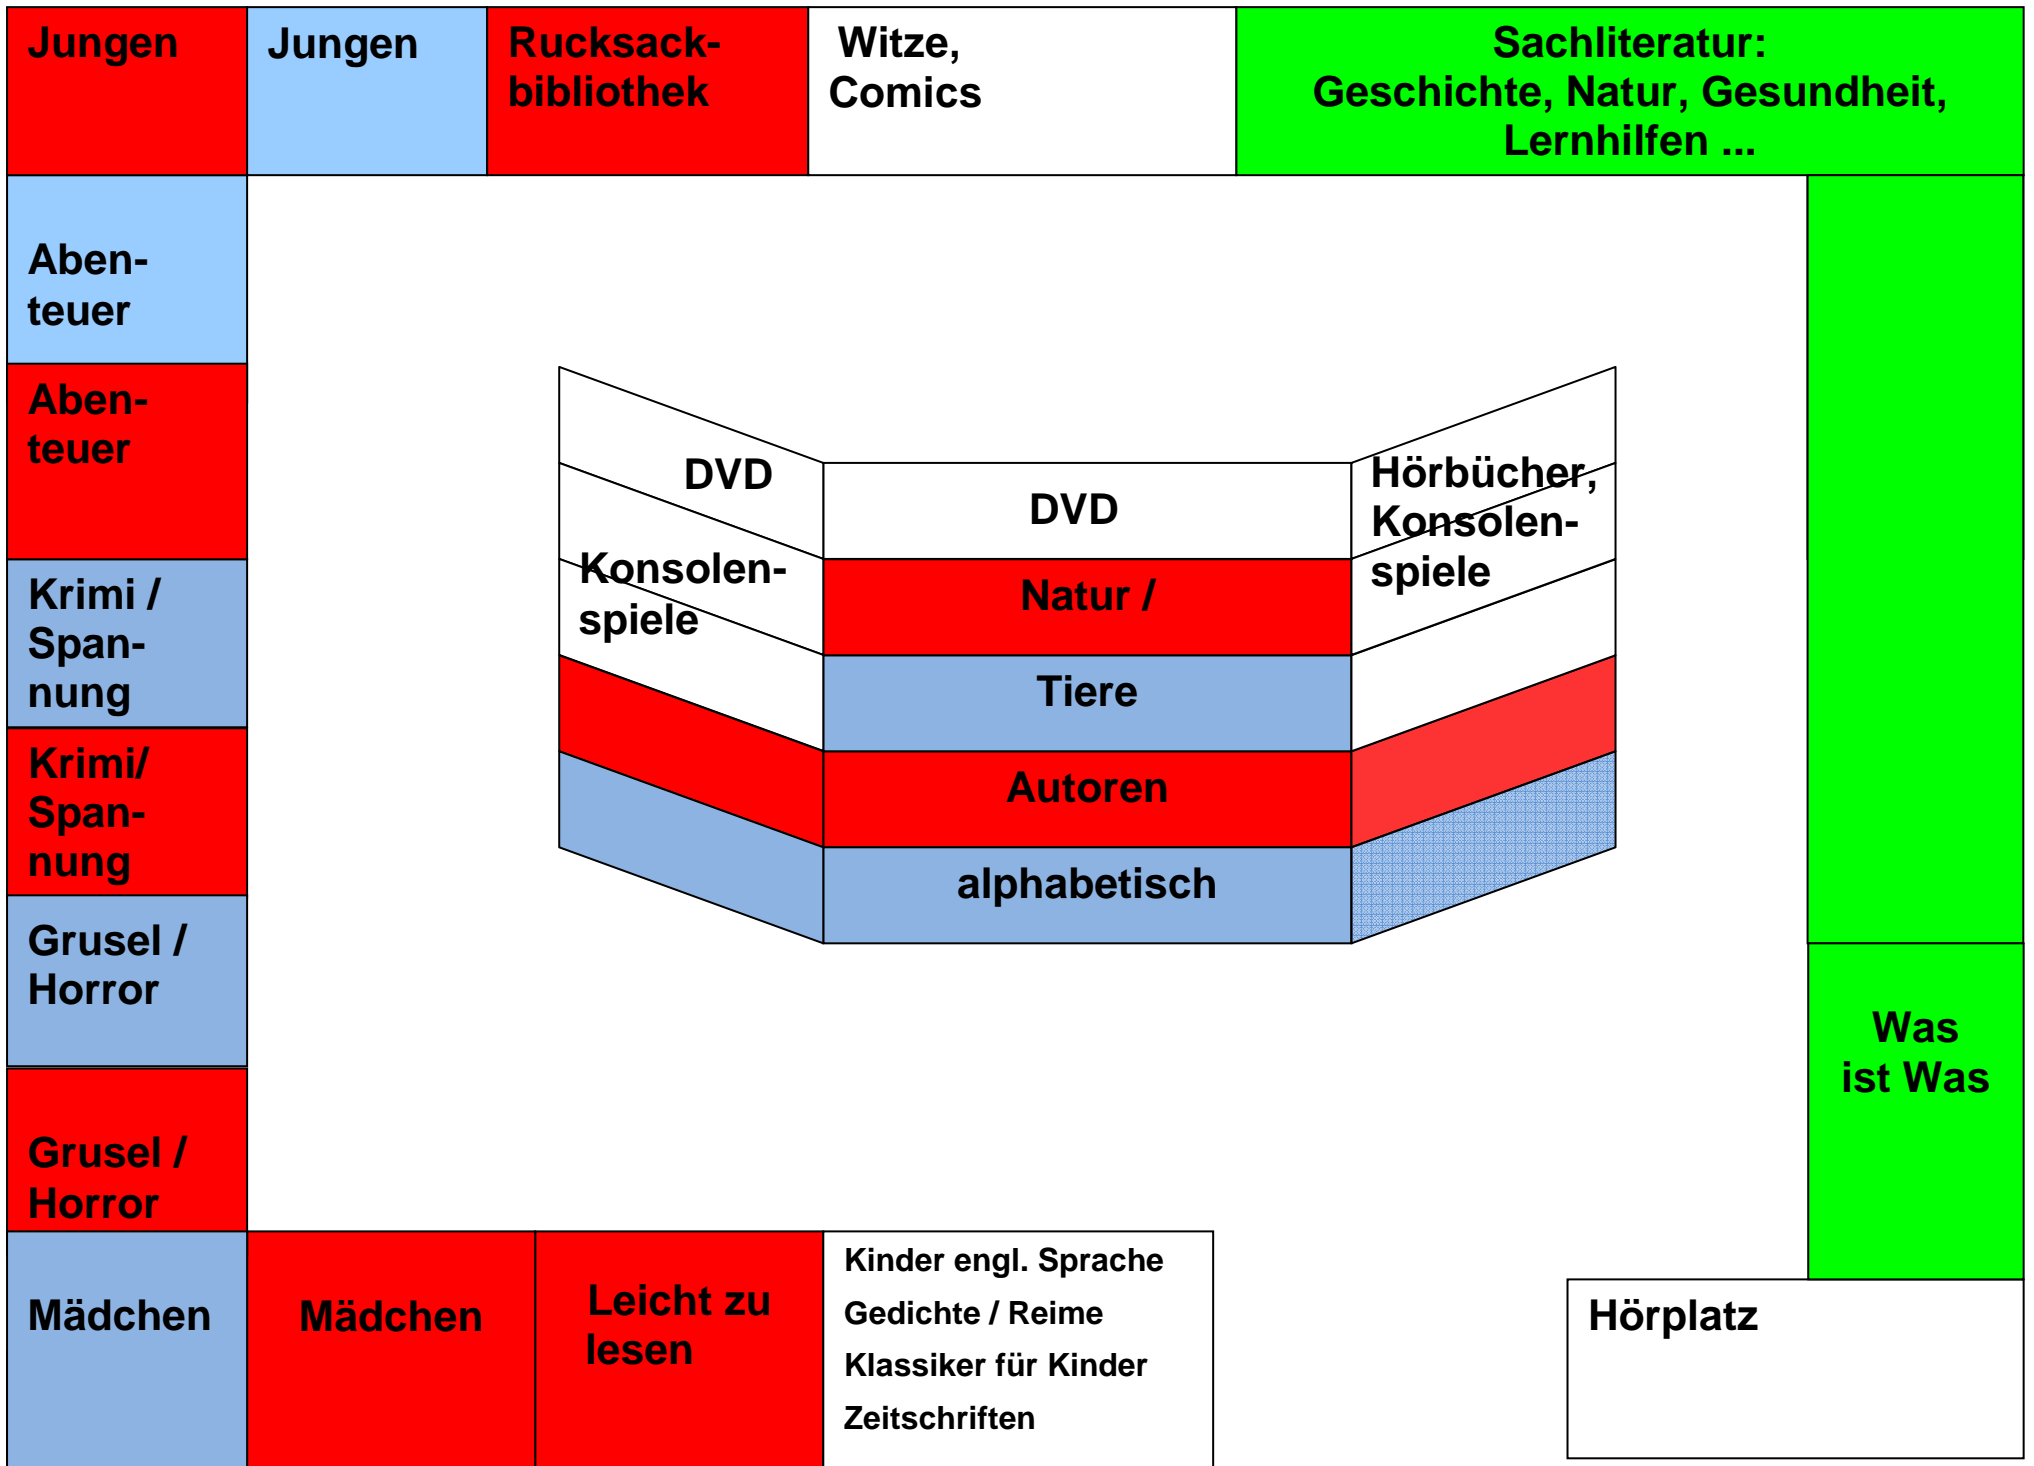 Jungen
Jungen
Rucksack-
bibliothek
Witze,
Comics
Sachliteratur:
Geschichte, Natur, Gesundheit,
Lernhilfen ...
Aben-
teuer
Aben-
teuer
Krimi /
Span-
nung
Krimi/
Span-
nung
Grusel /
Horror
Grusel /
Horror
DVD
Konsolen-
spiele
DVD
Natur /
Tiere
Autoren
alphabetisch
Hörbücher,
Konsolen-
spiele
Was
ist Was
Mädchen
Mädchen
Leicht zu
lesen
Kinder engl. Sprache
Gedichte / Reime
Klassiker für Kinder
Zeitschriften
Hörplatz